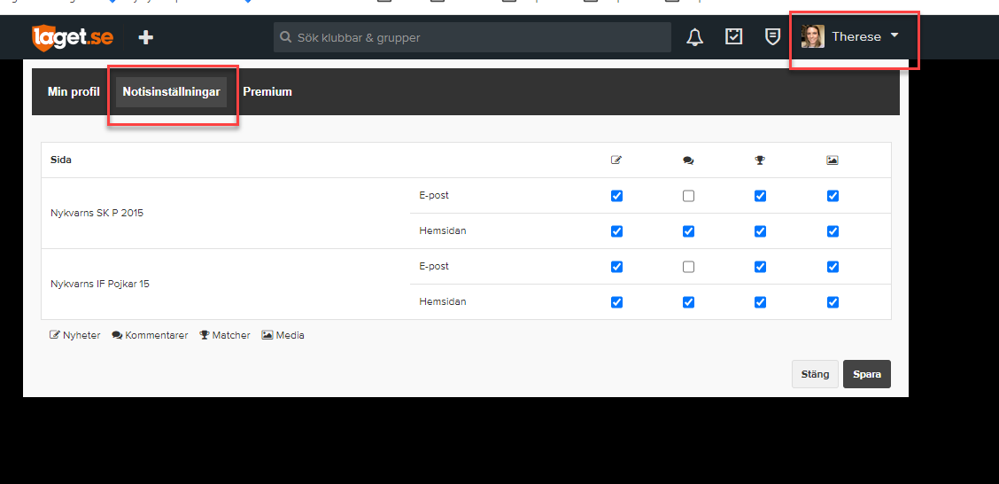 laget.se
Sök klubbar & grupper
Therese
Min profil
Notisinställningar
Premium
Sida
Nykvarns SK P 2015
E-post
Hemsidan
Nykvarns IF Pojkar 15
E-post
Hemsidan
Nyheter Kommentarer Matcher Media
Stäng
Spara